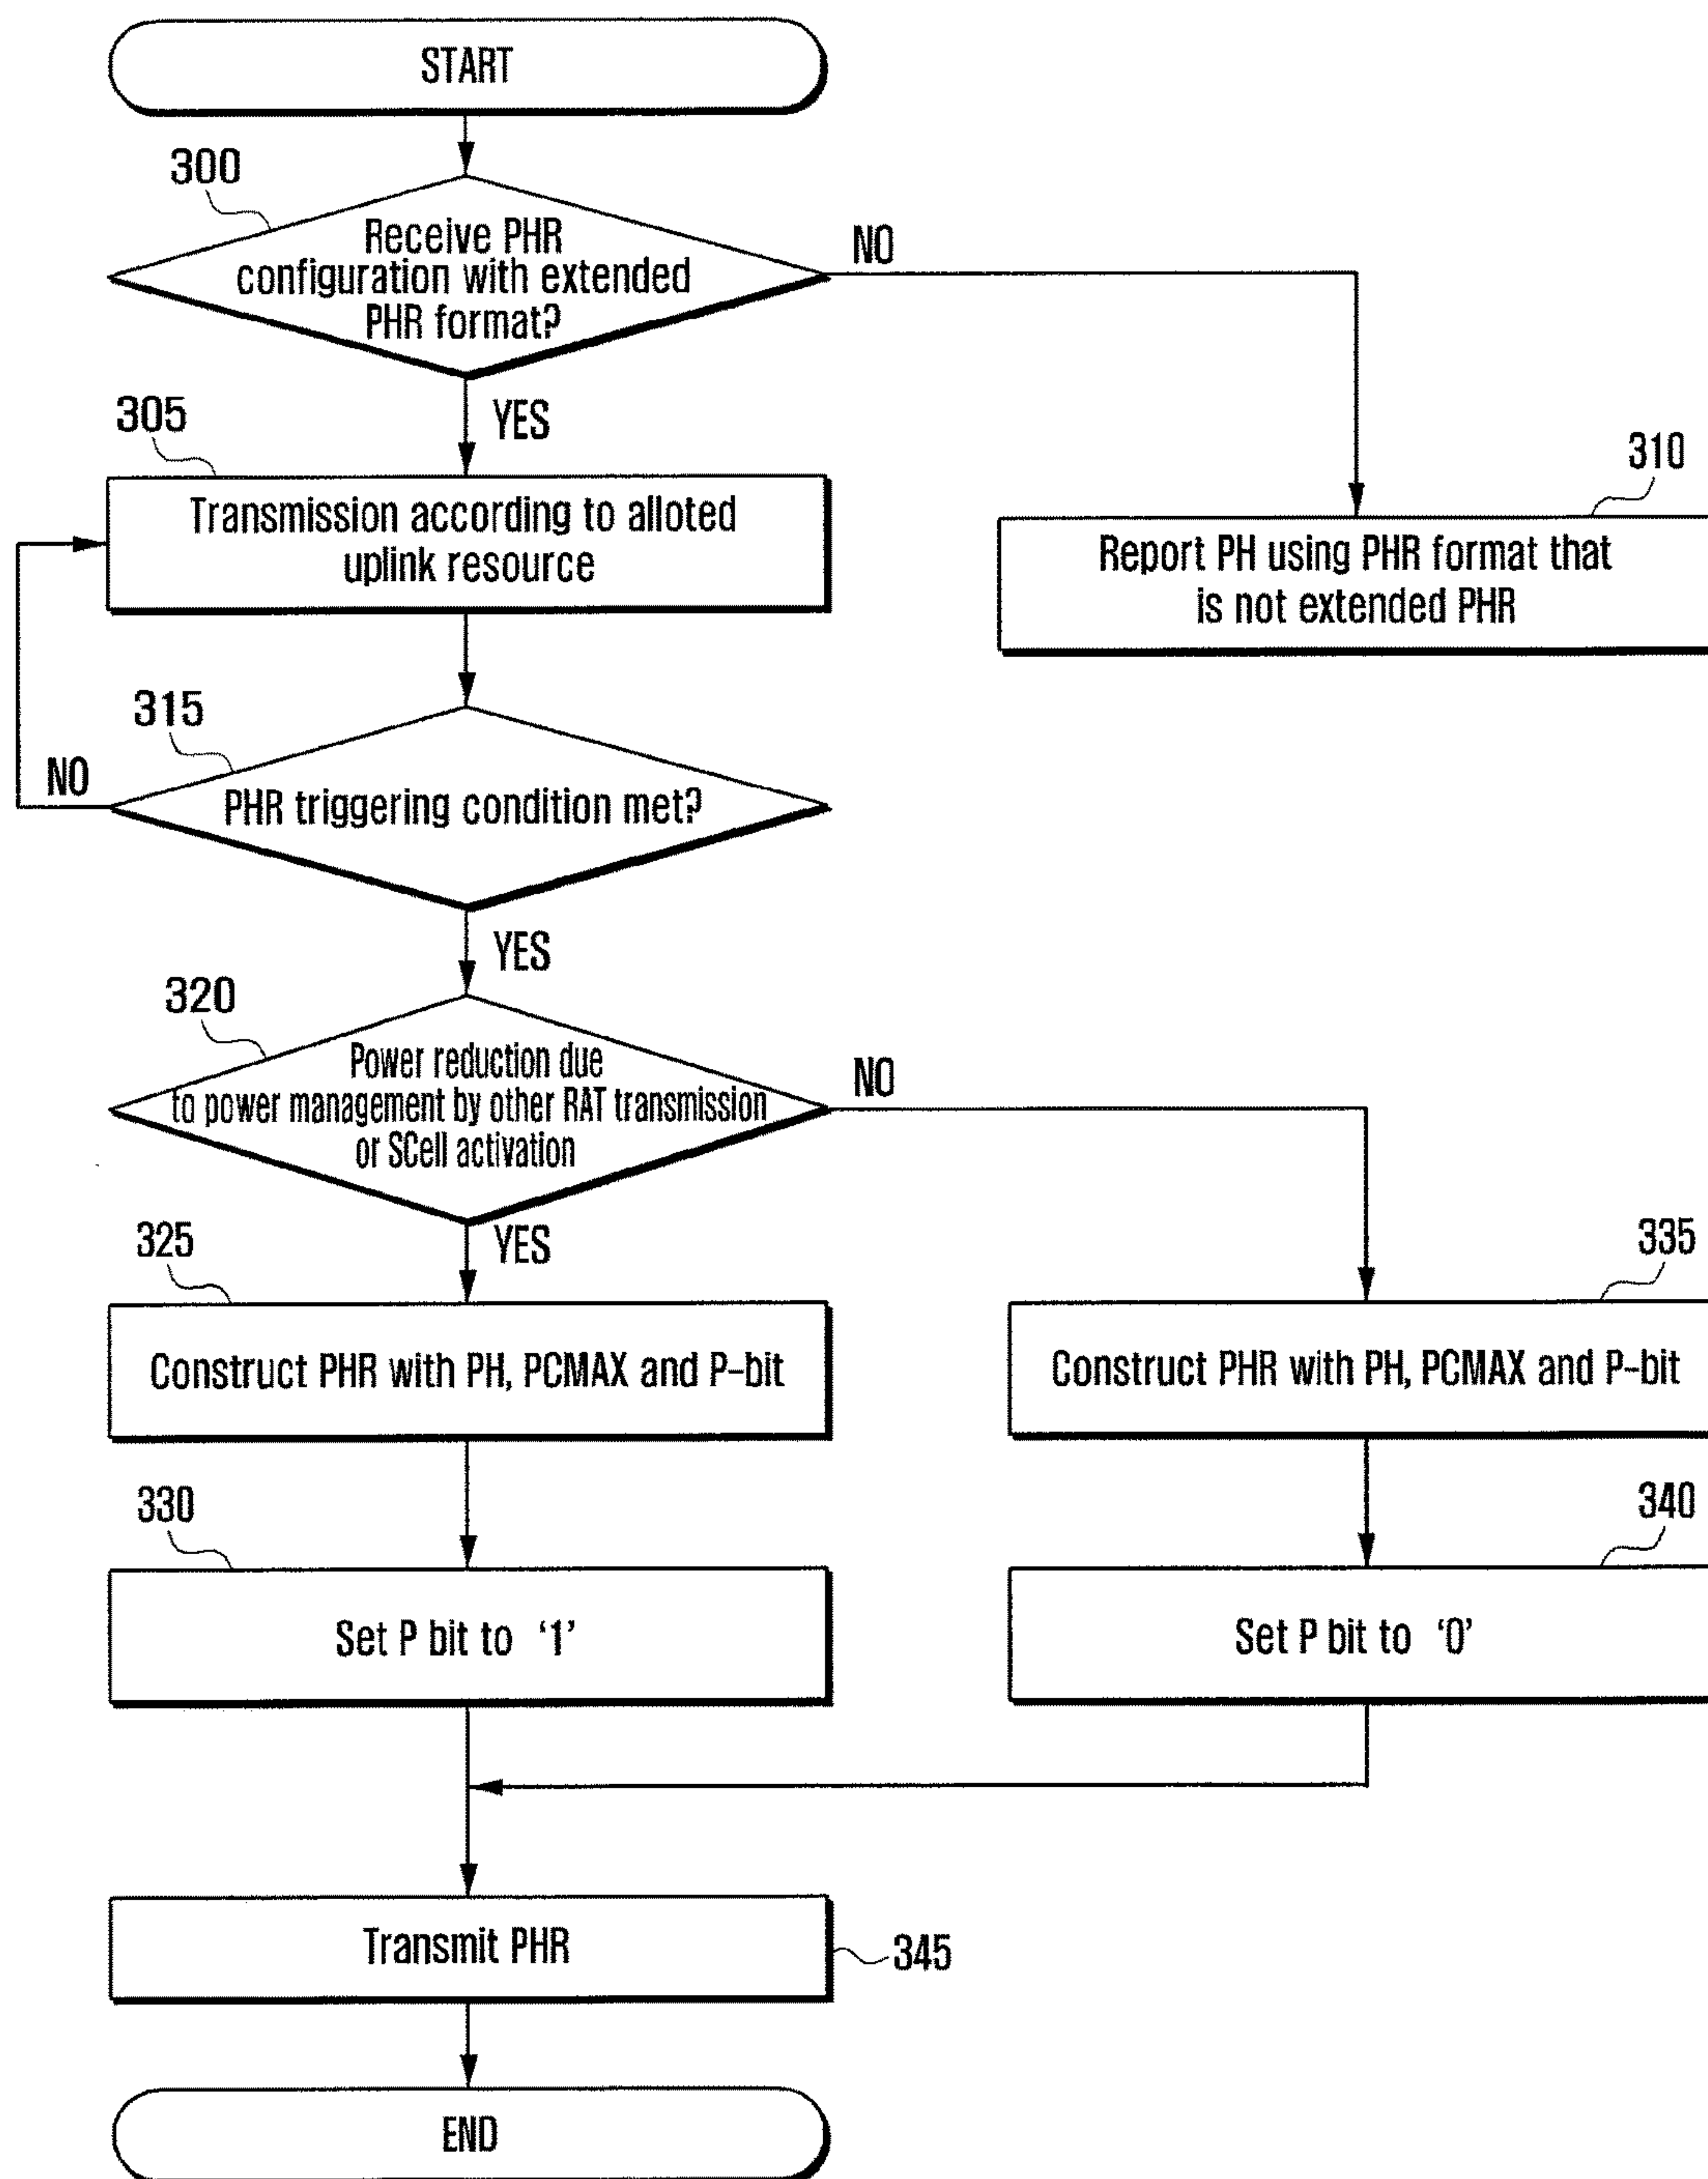 START
300
Receive PHR
configuration with extended
PHR format?
NO
YES
305
Transmission according to alloted
uplink resource
310
Report PH using PHR format that
is not extended PHR
315
NO
PHR triggering condition met?
YES
320
Power reduction due
to power management by other RAT transmission
or SCell activation
NO
YES
325
Construct PHR with PH, PCMAX and P-bit
335
Construct PHR with PH, PCMAX and P-bit
330
Set P bit to ‘1’
340
Set P bit to ‘0’
Transmit PHR
345
END